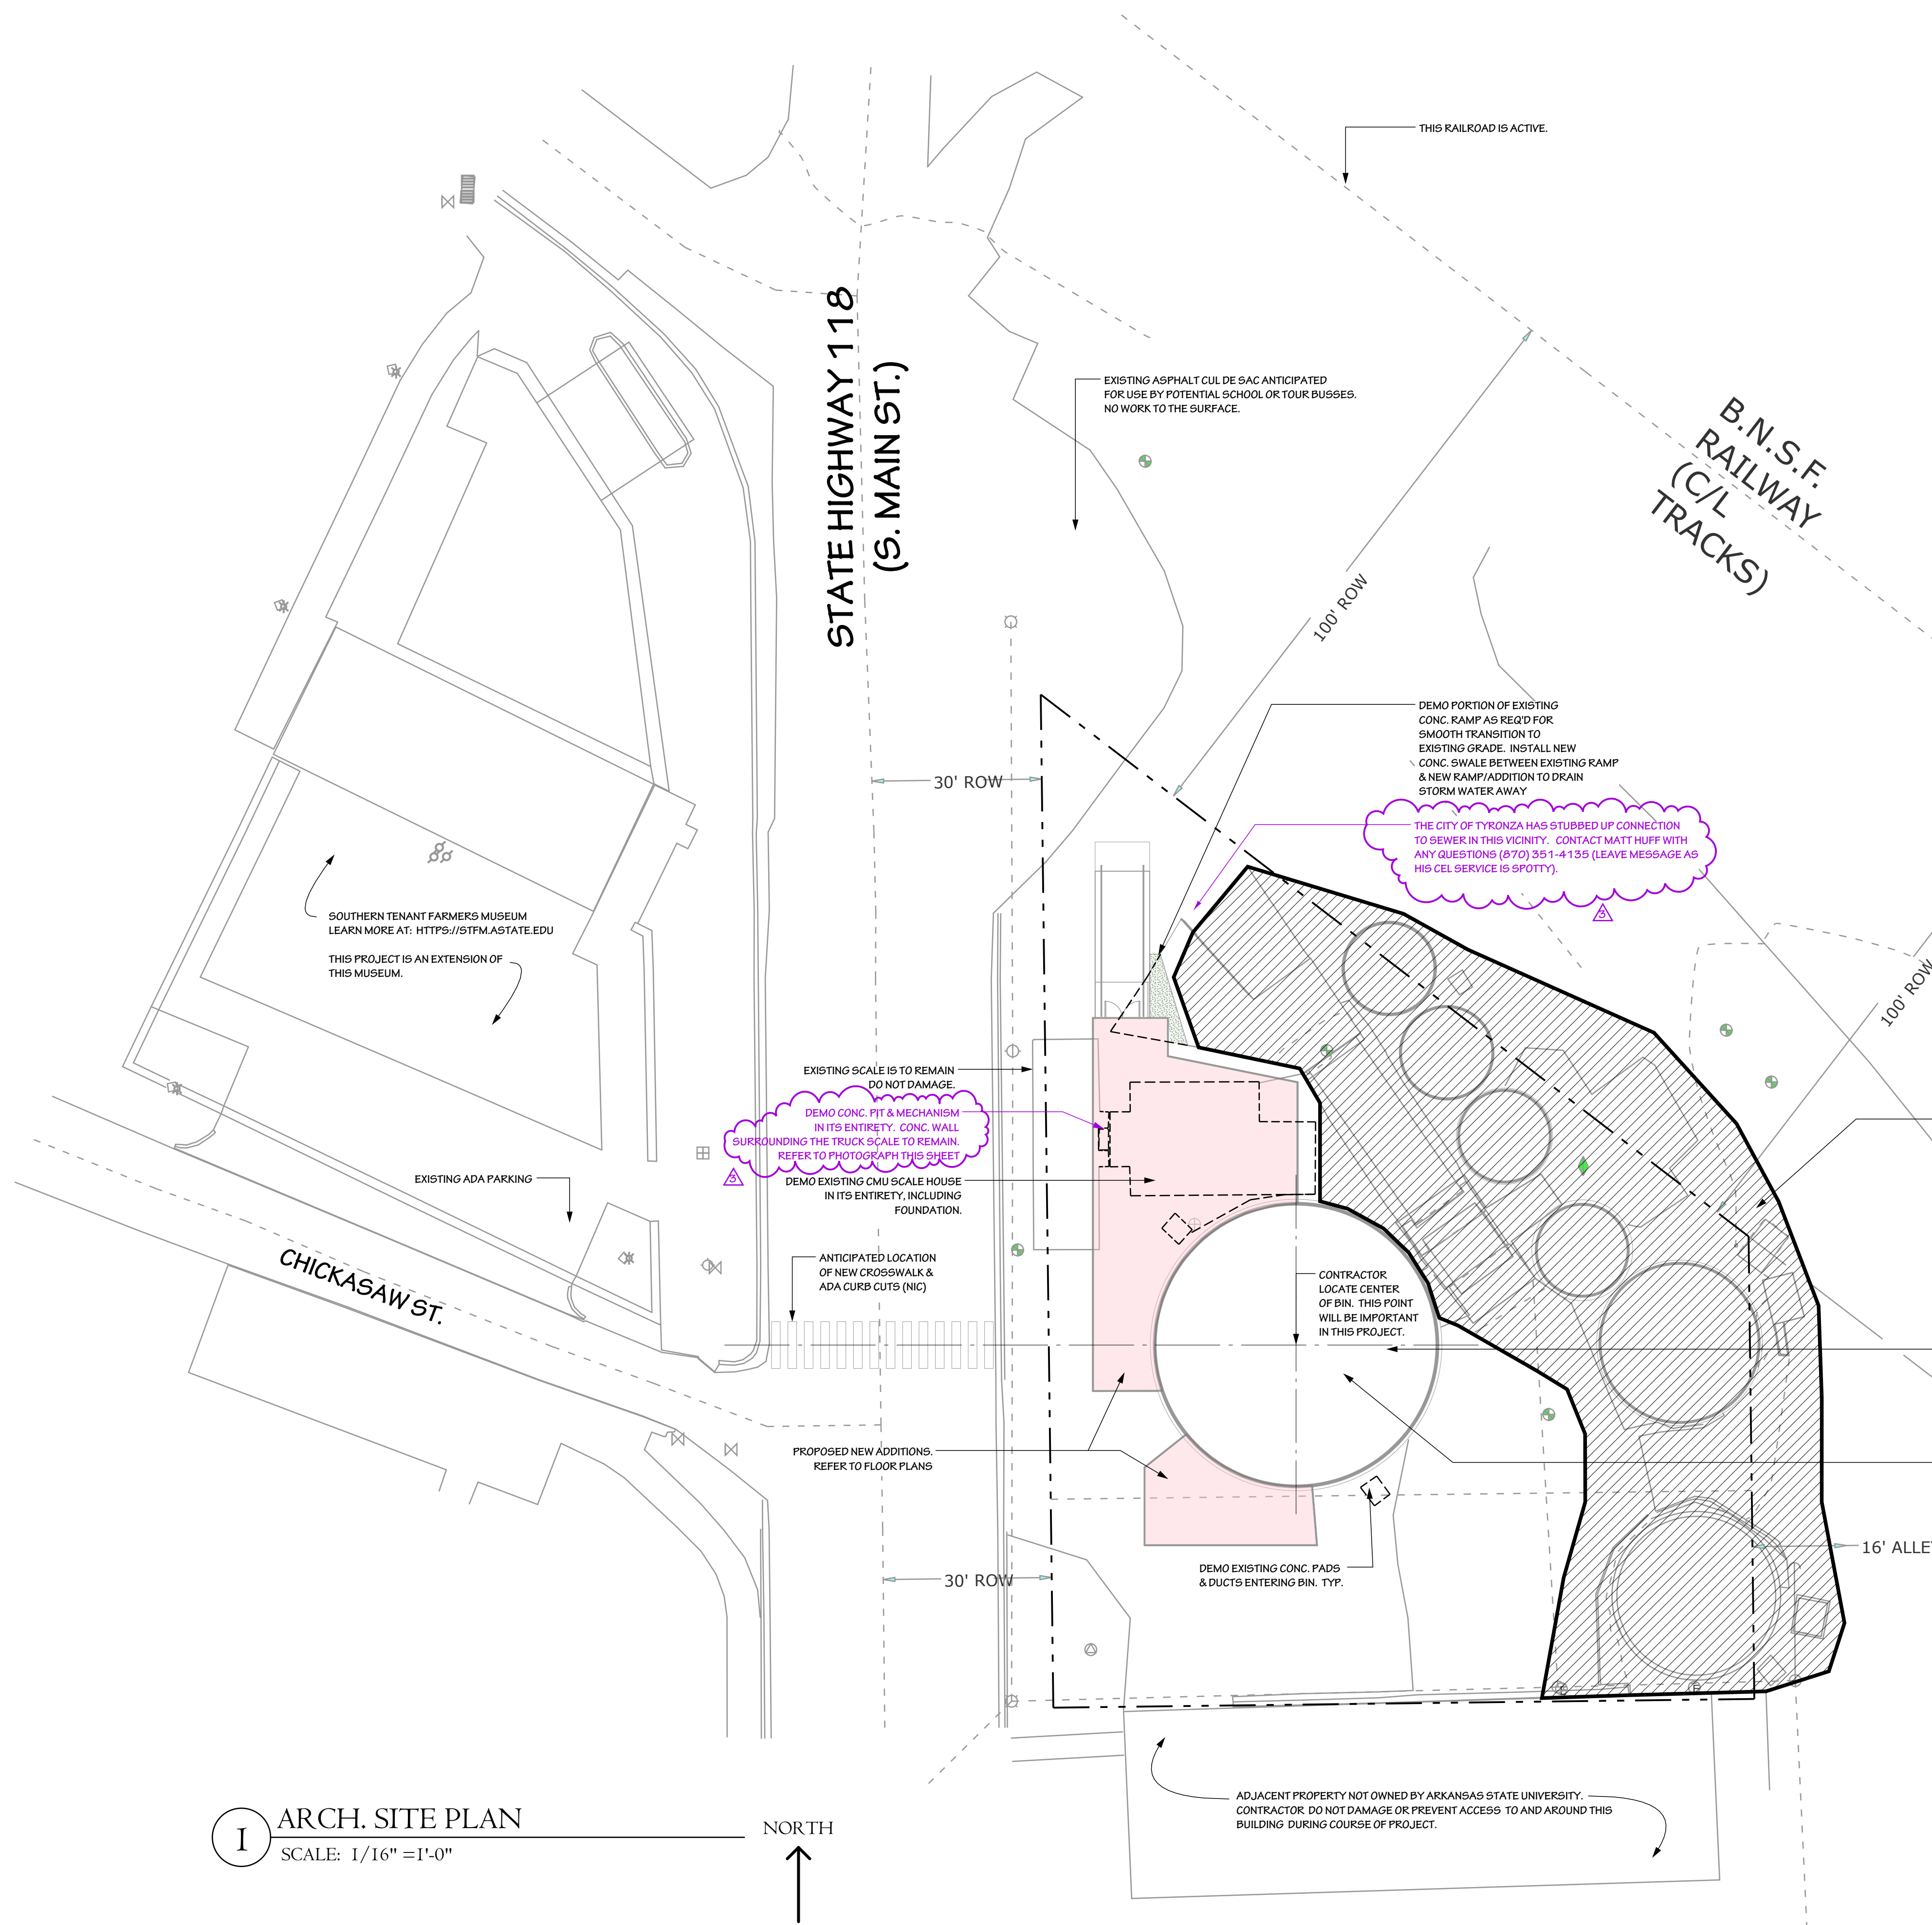 THIS RAILROAD IS ACTIVE.
STATE HIGHWAY 118
(S. MAIN ST.)
EXISTING ASPHALT CUL DE SAC ANTICIPATED
FOR USE BY POTENTIAL SCHOOL OR TOUR BUSSES.
NO WORK TO THE SURFACE.
B.N.S.F.
RAILWAY
(C/L
TRACKS)
100' ROW
DEMO PORTION OF EXISTING
CONC. RAMP AS REQ'D FOR
SMOOTH TRANSITION TO
EXISTING GRADE. INSTALL NEW
CONC. SWALE BETWEEN EXISTING RAMP
& NEW RAMP/ADDITION TO DRAIN
STORM WATER AWAY
30' ROW
THE CITY OF TYRONZA HAS STUBBED UP CONNECTION
TO SEWER IN THIS VICINITY. CONTACT MATT HUFF WITH
ANY QUESTIONS (870) 351-4135 (LEAVE MESSAGE AS
HIS CEL SERVICE IS SPOTTY).
3
SOUTHERN TENANT FARMERS MUSEUM
LEARN MORE AT: HTTPS://STFM.ASTATE.EDU
THIS PROJECT IS AN EXTENSION OF
THIS MUSEUM.
100' ROW
EXISTING SCALE IS TO REMAIN
DO NOT DAMAGE.
DEMO CONC. PIT & MECHANISM
IN ITS ENTIRETY. CONC. WALL
SURROUNDING THE TRUCK SCALE TO REMAIN.
REFER TO PHOTOGRAPH THIS SHEET
3
DEMO EXISTING CMU SCALE HOUSE
IN ITS ENTIRETY, INCLUDING
FOUNDATION.
EXISTING ADA PARKING
CHICKASAW ST.
ANTICIPATED LOCATION
OF NEW CROSSWALK &
ADA CURB CUTS (NIC)
CONTRACTOR
LOCATE CENTER
OF BIN. THIS POINT
WILL BE IMPORTANT
IN THIS PROJECT.
PROPOSED NEW ADDITIONS.
REFER TO FLOOR PLANS
16' ALLE
DEMO EXISTING CONC. PADS
& DUCTS ENTERING BIN. TYP.
30' ROW
E
ADJACENT PROPERTY NOT OWNED BY ARKANSAS STATE UNIVERSITY.
CONTRACTOR DO NOT DAMAGE OR PREVENT ACCESS TO AND AROUND THIS
BUILDING DURING COURSE OF PROJECT.
1
ARCH. SITE PLAN
SCALE: 1/16" =1'-0"
NORTH